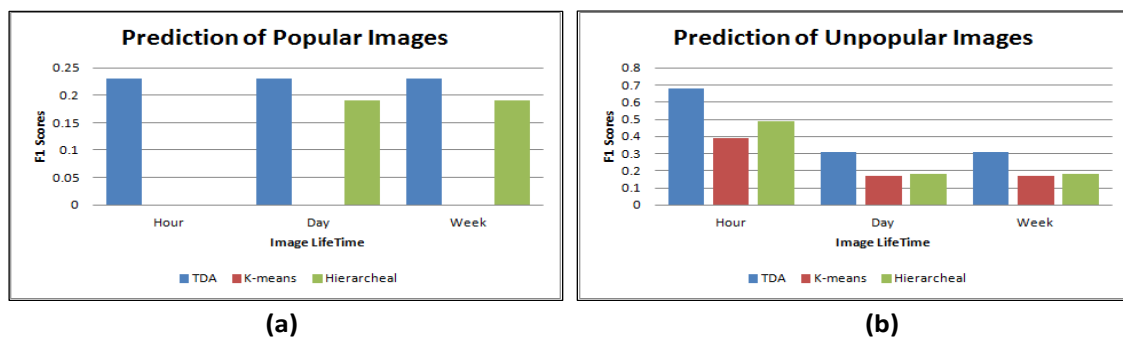 Prediction of Popular Images
0.25
0.2
0.15
0.1
0.05
0
F1 Scores
Hour Day Week
Image LifeTime
TDA K-means Hierarcheal
(a)
Prediction of Unpopular Images
0.8
0.7
0.6
0.5
0.4
0.3
0.2
0.1
0
F1 Scores
Hour Day Week
Image LifeTime
TDA K-means Hierarcheal
(b)